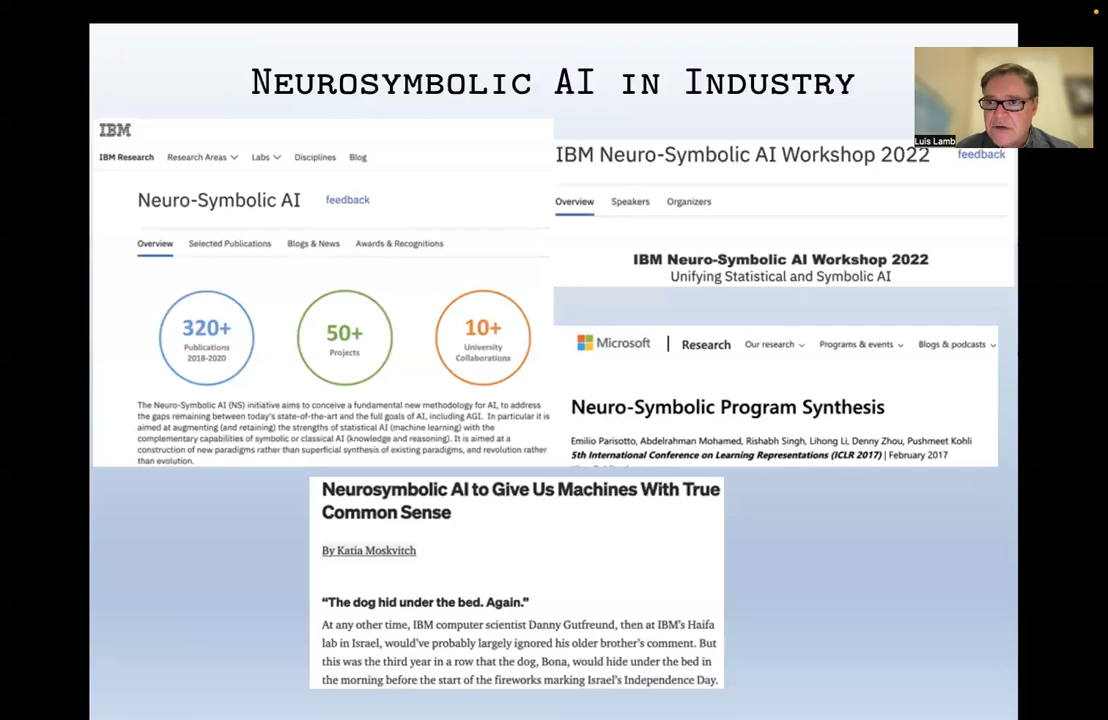 NEUROSYMBOLIC AI IN INDUSTRY
Luis Lamb
IBM
IBM Research Research Areas Labs Disciplines Blog
Neuro-Symbolic AI feedback
Overview Selected Publications Blogs & News Awards & Recognitions
320+
Publications
2018-2020
50+
Projects
10+
University
Collaborations
The Neuro-Symbolic AI (NS) initiative aims to conceive a fundamental new methodology for AI, to address
the gaps remaining between today's state-of-the-art and the full goals of AI, including AGI. In particular it is
aimed at augmenting (and retaining) the strengths of statistical AI (machine learning) with the
complementary capabilities of symbolic or classical AI (knowledge and reasoning). It is aimed at a
construction of new paradigms rather than superficial synthesis of existing paradigms, and revolution rather
than evolution.
IBM Neuro-Symbolic AI Workshop 2022 feedback
Overview Speakers Organizers
IBM Neuro-Symbolic AI Workshop 2022
Unifying Statistical and Symbolic AI
Microsoft | Research Our research Programs & events Blogs & podcasts
Neuro-Symbolic Program Synthesis
Emilio Parisotto, Abdelrahman Mohamed, Rishabh Singh, Lihong Li, Denny Zhou, Pushmeet Kohli
5th International Conference on Learning Representations (ICLR 2017) | February 2017
Neurosymbolic AI to Give Us Machines With True
Common Sense
By Katia Moskvitch
“The dog hid under the bed. Again.”
At any other time, IBM computer scientist Danny Gutfreund, then at IBM's Haifa
lab in Israel, would've probably largely ignored his older brother's comment. But
this was the third year in a row that the dog, Bona, would hide under the bed in
the morning before the start of the fireworks marking Israel's Independence Day.